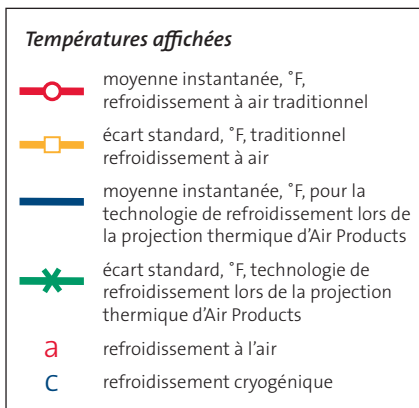 Températures affichées
moyenne instantanée, °F,
refroidissement à air traditionnel
écart standard, °F, traditionnel
refroidissement à air
moyenne instantanée, °F, pour la
technologie de refroidissement lors de
la projection thermique d'Air Products
écart standard, °F, technologie de
refroidissement lors de la projection
thermique d'Air Products
a refroidissement à l'air
c refroidissement cryogénique